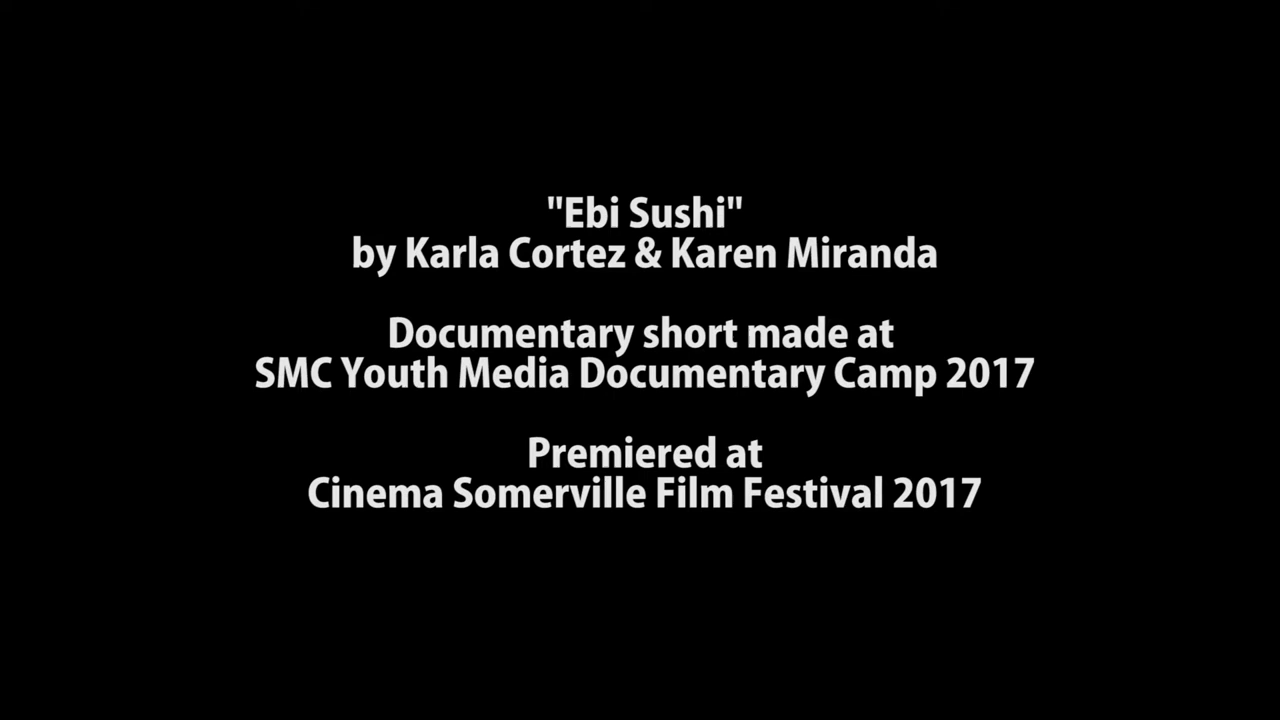 "Ebi Sushi"
by Karla Cortez & Karen Miranda
Documentary short made at
SMC Youth Media Documentary Camp 2017
Premiered at
Cinema Somerville Film Festival 2017